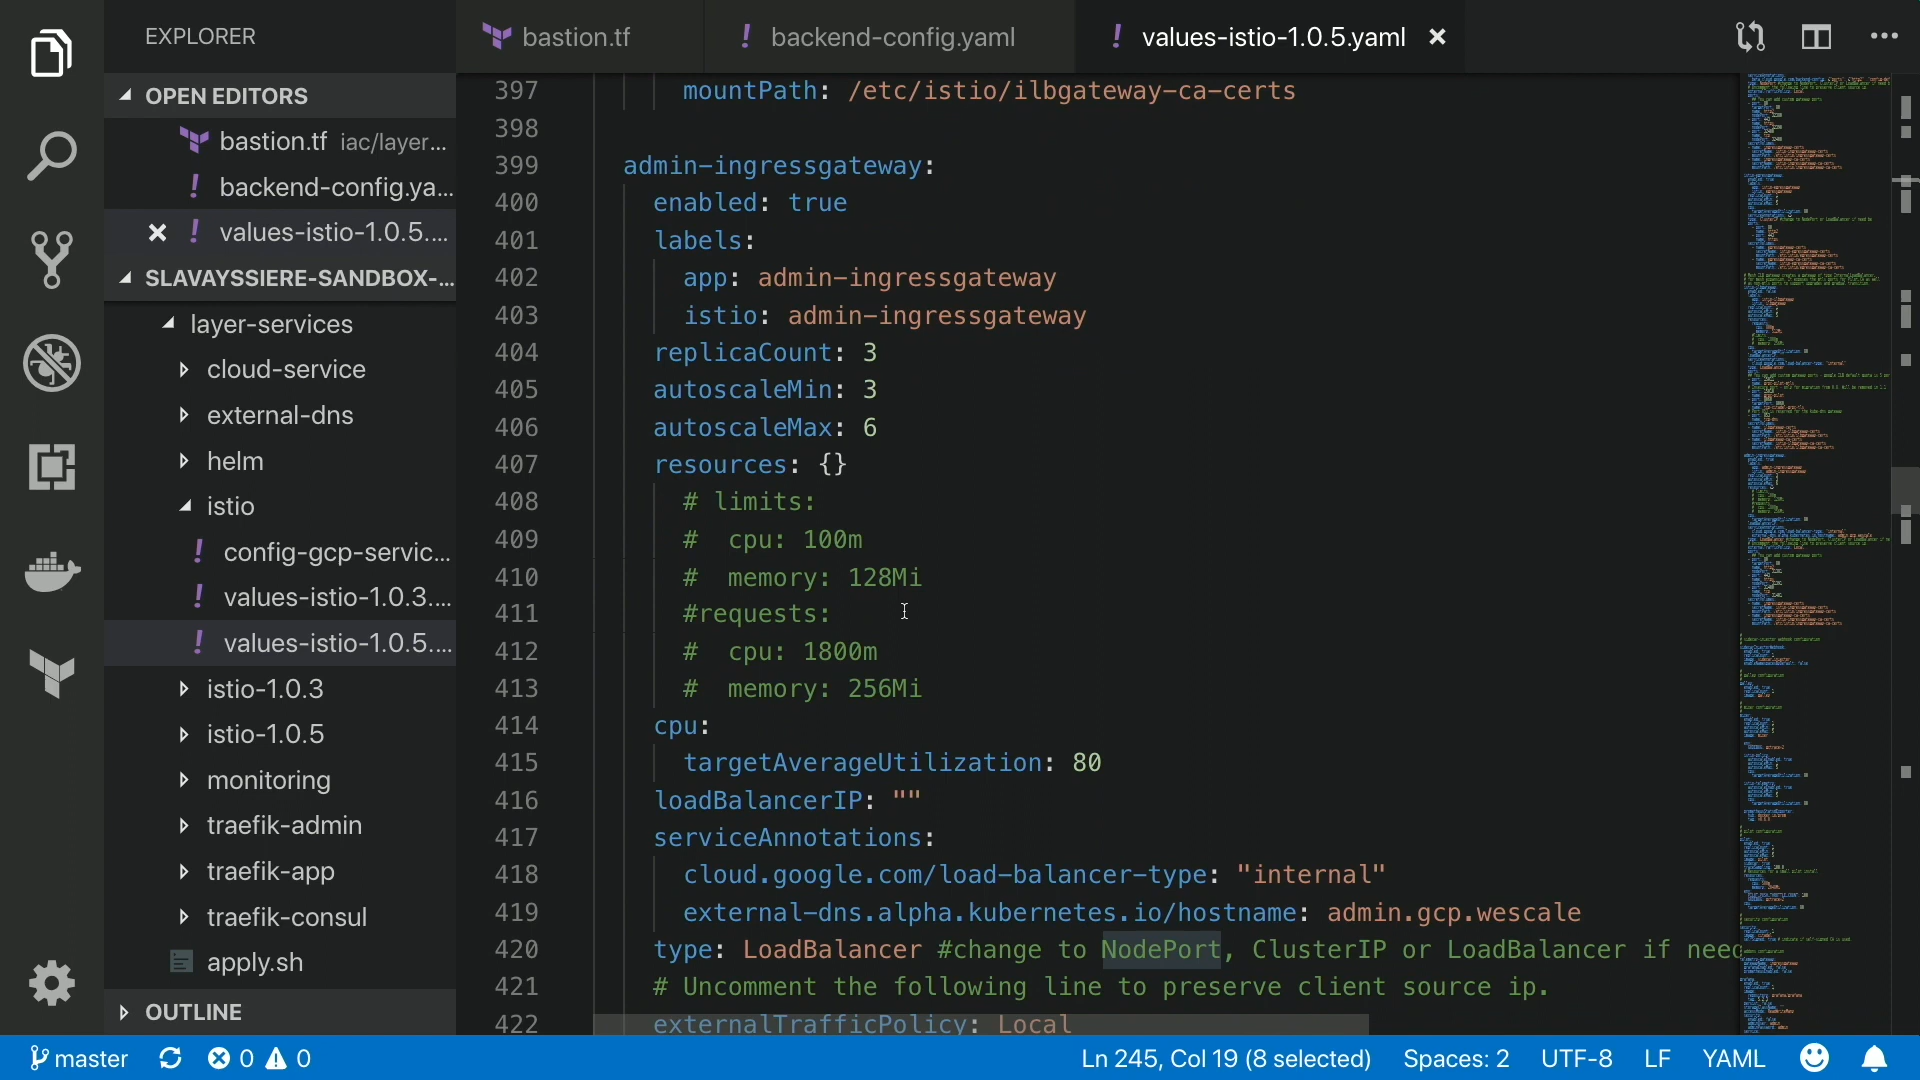 EXPLORER
bastion.tf
backend-config.yaml
values-istio-1.0.5.yaml
OPEN EDITORS
bastion.tf iac/layer...
backend-config.ya...
values-istio-1.0.5....
SLAVAYSSIERE-SANDBOX-...
layer-services
cloud-service
external-dns
helm
istio
config-gcp-servic...
values-istio-1.0.3....
values-istio-1.0.5....
istio-1.0.3
istio-1.0.5
monitoring
traefik-admin
traefik-app
traefik-consul
apply.sh
OUTLINE
397 mountPath: /etc/istio/ilbgateway-ca-certs
398
399 admin-ingressgateway:
400 enabled: true
401 labels:
402 app: admin-ingressgateway
403 istio: admin-ingressgateway
404 replicaCount: 3
405 autoscaleMin: 3
406 autoscaleMax: 6
407 resources: {}
408 # limits:
409 #  cpu: 100m
410 #  memory: 128Mi
411 #requests:
412 #  cpu: 1800m
413 #  memory: 256Mi
414 cpu:
415 targetAverageUtilization: 80
416 loadBalancerIP: ""
417 serviceAnnotations:
418 cloud.google.com/load-balancer-type: "internal"
419 external-dns.alpha.kubernetes.io/hostname: admin.gcp.wescale
420 type: LoadBalancer #change to NodePort, ClusterIP or LoadBalancer if need
421 # Uncomment the following line to preserve client source ip.
422 externalTrafficPolicy: Local
master 0 0 Ln 245, Col 19 (8 selected) Spaces: 2 UTF-8 LF YAML